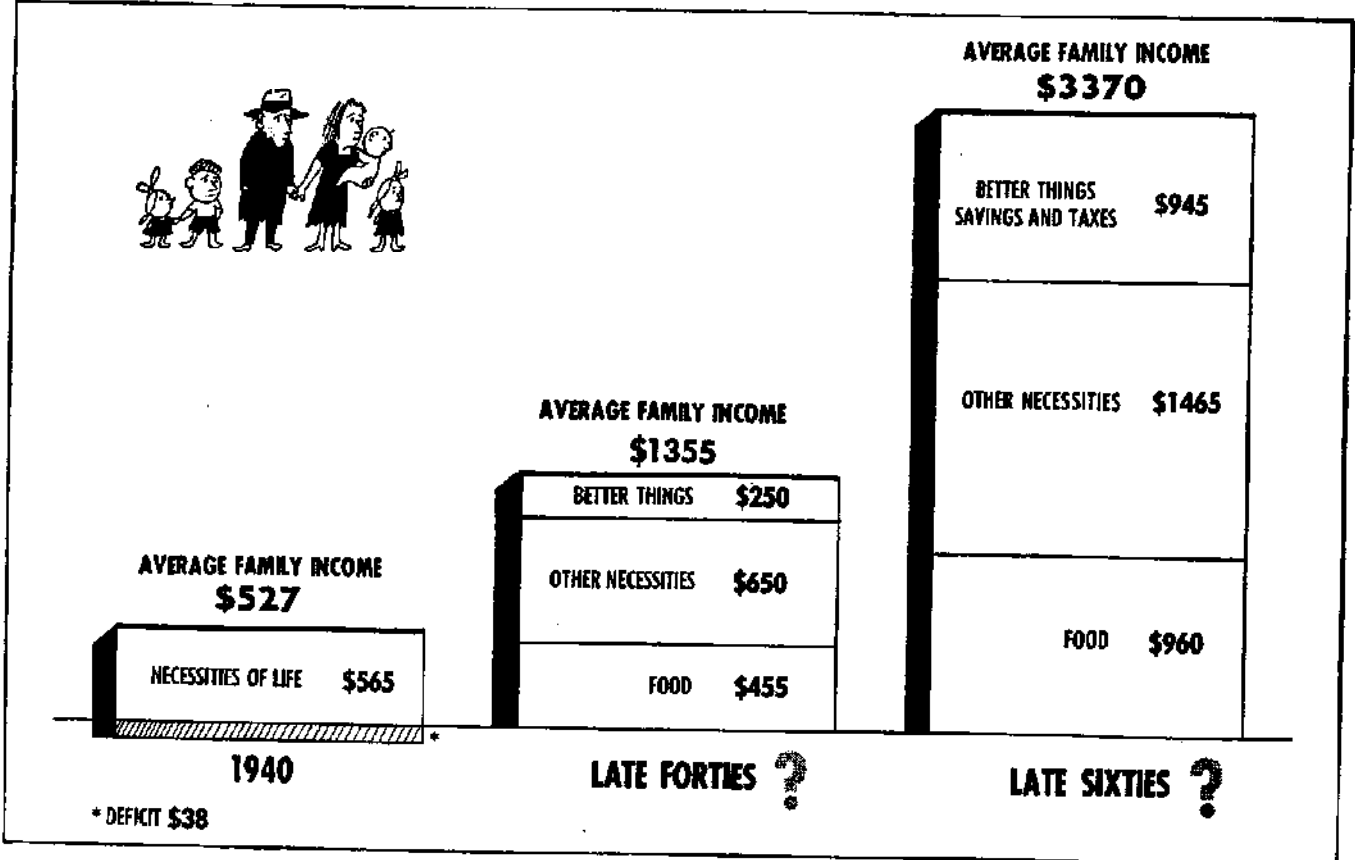 AVERAGE FAMILY INCOME
$3370
BETTER THINGS
SAVINGS AND TAXES $945
OTHER NECESSITIES $1465
FOOD $960
LATE SIXTIES ?
AVERAGE FAMILY INCOME
$1355
BETTER THINGS $250
OTHER NECESSITIES $650
FOOD $455
LATE FORTIES ?
AVERAGE FAMILY INCOME
$527
NECESSITIES OF LIFE $565
*
1940
* DEFICIT $38